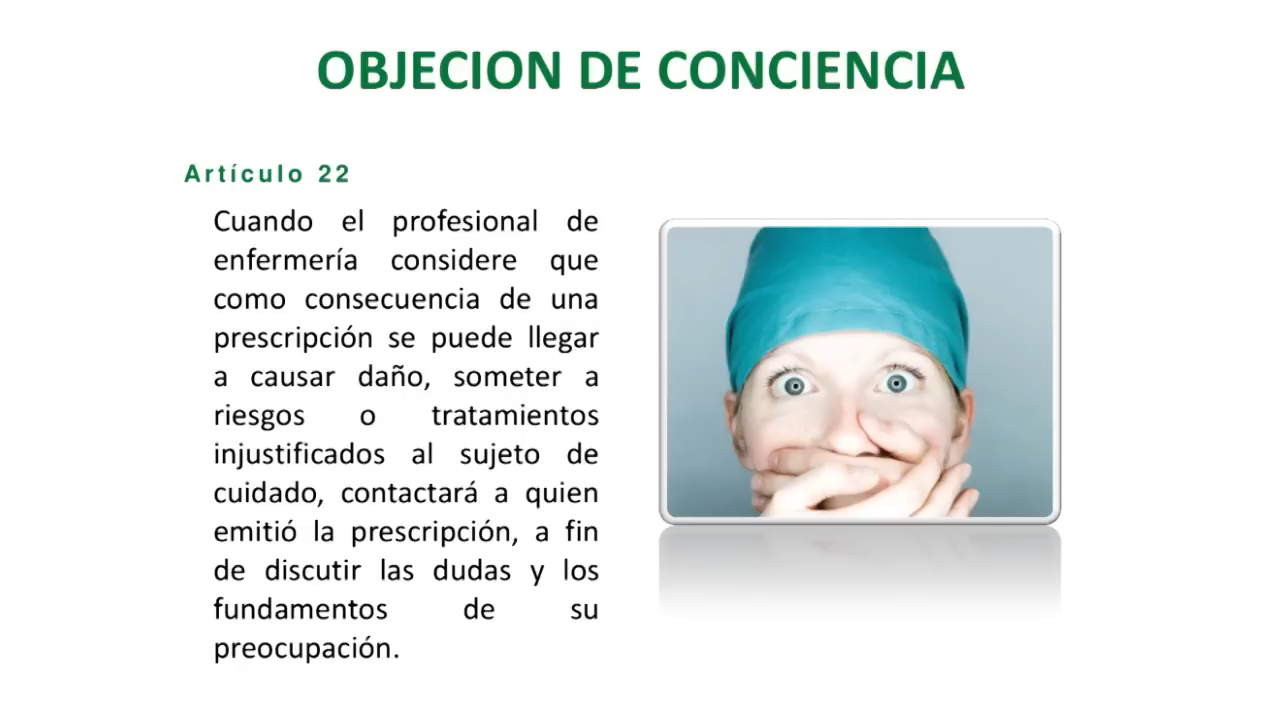 OBJECION DE CONCIENCIA
Artículo 22
Cuando el profesional de
enfermería considere que
como consecuencia de una
prescripción se puede llegar
a causar daño, someter a
riesgos o tratamientos
injustificados al sujeto de
cuidado, contactará a quien
emitió la prescripción, a fin
de discutir las dudas y los
fundamentos de su
preocupación.